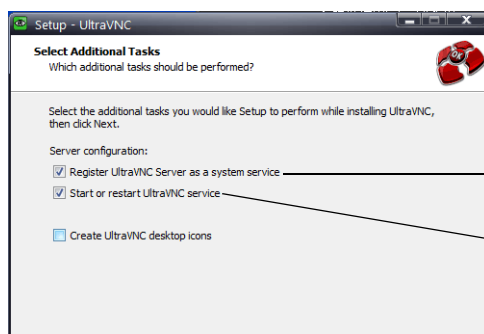 Setup - UltraVNC
Select Additional Tasks
Which additional tasks should be performed?
OK
Select the additional tasks you would like Setup to perform while installing UltraVNC,
then click Next.
Server configuration:
Register UltraVNC Server as a system service
Start or restart UltraVNC service
Create UltraVNC desktop icons